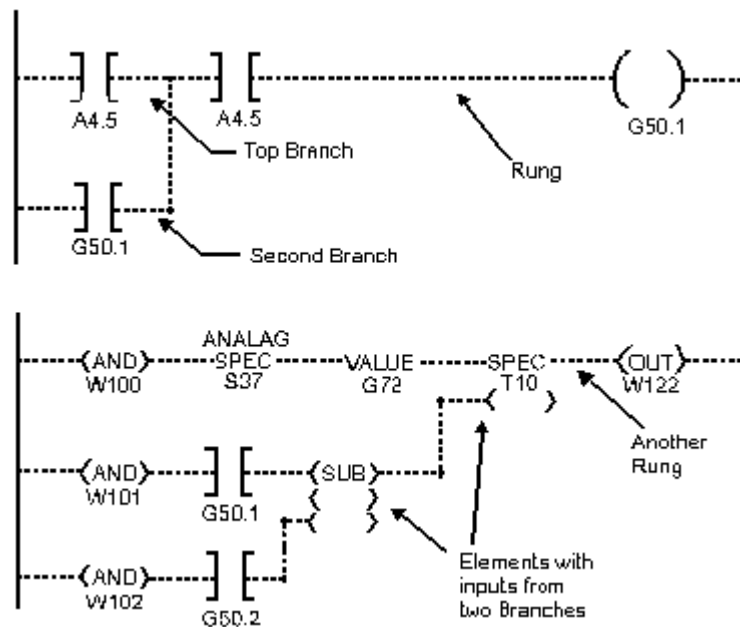 A4.5
A4.5
G50.1
Top Branch
Rung
G50.1
Second Branch
ANALAG
(AND) SPEC VALUE SPEC (OUT)
W100 S37 G72 T10 W122
( )
Another
Rung
(AND) (SUB)
W101 G50.1 ( )
( )
Elements with
inputs from
two Branches
(AND)
W102 G50.2